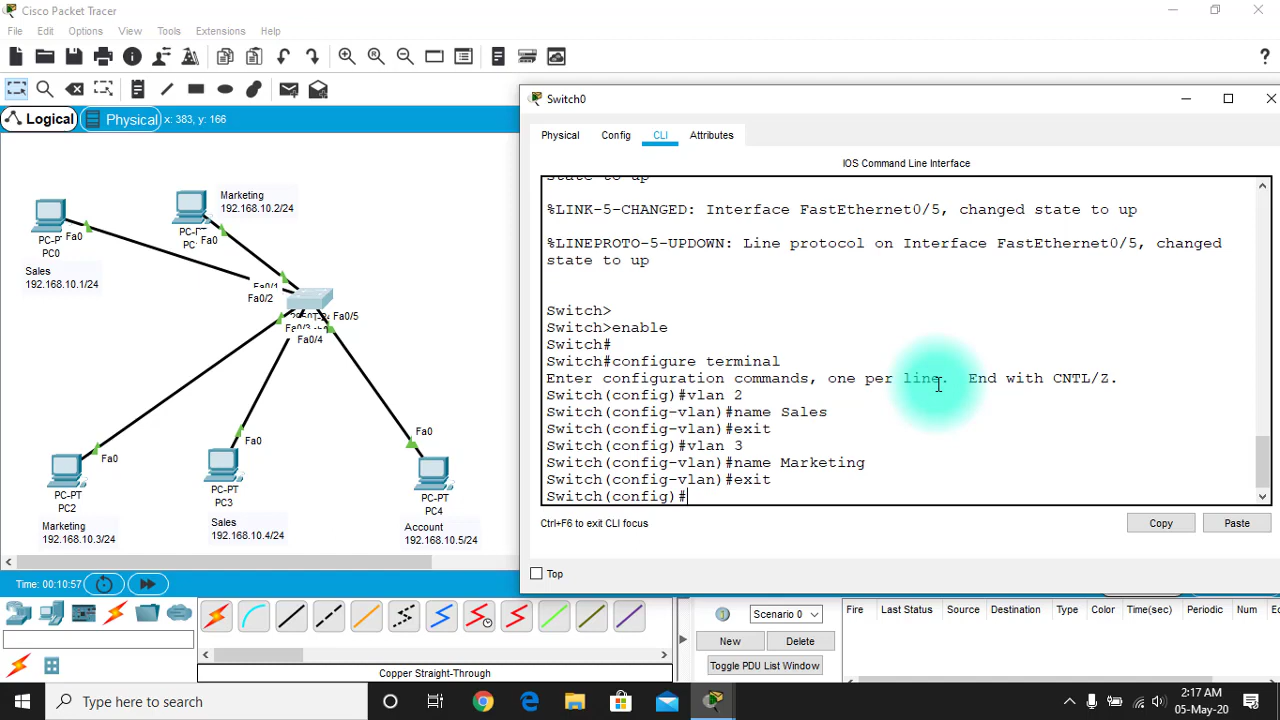 Cisco Packet Tracer
File Edit Options View Tools Extensions Help
Logical
Physical
x: 383, y: 166
Switch0
Physical
Config
CLI
Attributes
IOS Command Line Interface
state to up
%LINK-5-CHANGED: Interface FastEthernet0/5, changed state to up
%LINEPROTO-5-UPDOWN: Line protocol on Interface FastEthernet0/5, changed
state to up
Switch>
Switch>enable
Switch#
Switch#configure terminal
Enter configuration commands, one per line. End with CNTL/Z.
Switch(config)#vlan 2
Switch(config-vlan)#name Sales
Switch(config-vlan)#exit
Switch(config)#vlan 3
Switch(config-vlan)#name Marketing
Switch(config-vlan)#exit
Switch(config)#
Ctrl+F6 to exit CLI focus
Copy
Paste
Top
Marketing
192.168.10.2/24
Fa0
Fa0
PC0
Sales
192.168.10.1/24
Fa0/1
Fa0/2
Fa0/5
Fa0/3
Fa0/4
Fa0
PC-PT
PC2
Marketing
192.168.10.3/24
Fa0
PC-PT
PC3
Sales
192.168.10.4/24
Fa0
PC-PT
PC4
Account
192.168.10.5/24
Time: 00:10:57
Copper Straight-Through
Scenario 0
New
Delete
Toggle PDU List Window
Fire Last Status Source Destination Type Color Time(sec) Periodic Num
Type here to search
2:17 AM
05-May-20